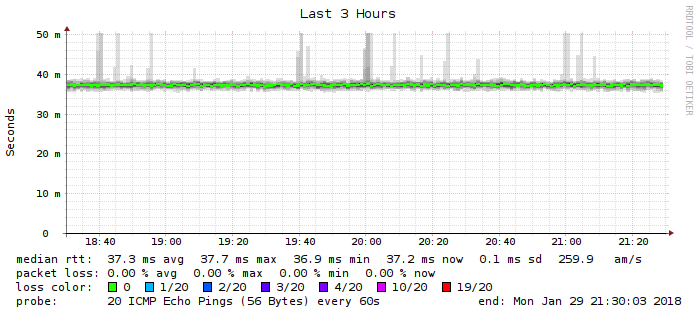 Last 3 Hours
RRDTOOL / TOBI OETIKER
Seconds
50 m
40 m
30 m
20 m
10 m
0
18:40 19:00 19:20 19:40 20:00 20:20 20:40 21:00 21:20
median rtt: 37.3 ms avg 37.7 ms max 36.9 ms min 37.2 ms now 0.1 ms sd 259.9 am/s
packet loss: 0.00 % avg 0.00 % max 0.00 % min 0.00 % now
loss color: 0 1/20 2/20 3/20 4/20 10/20 19/20
probe: 20 ICMP Echo Pings (56 Bytes) every 60s end: Mon Jan 29 21:30:03 2018